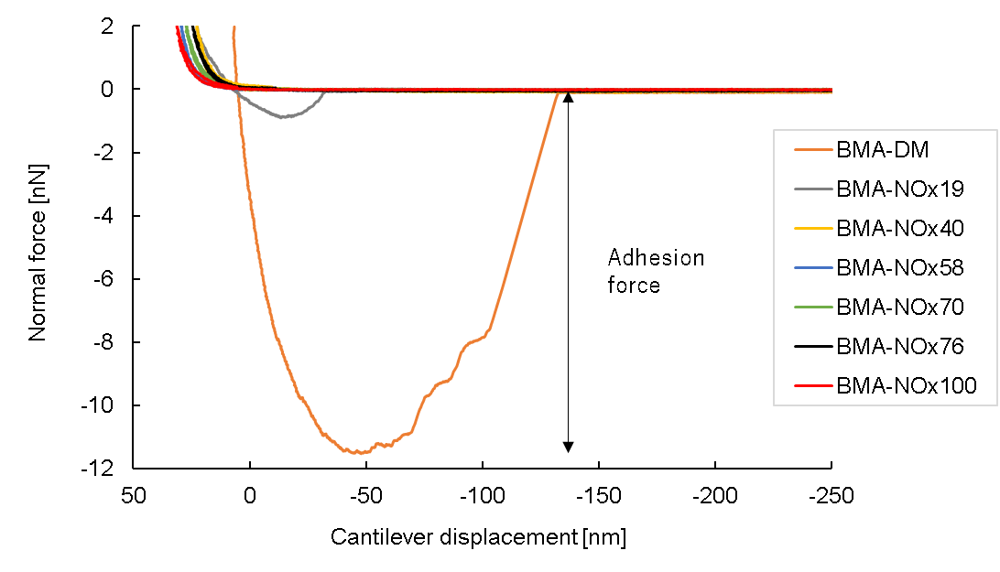 2
0
-2
-4
-6
-8
-10
-12
Normal force [nN]
50 0 -50 -100 -150 -200 -250
Cantilever displacement [nm]
Adhesion
force
BMA-DM
BMA-NOx19
BMA-NOx40
BMA-NOx58
BMA-NOx70
BMA-NOx76
BMA-NOx100